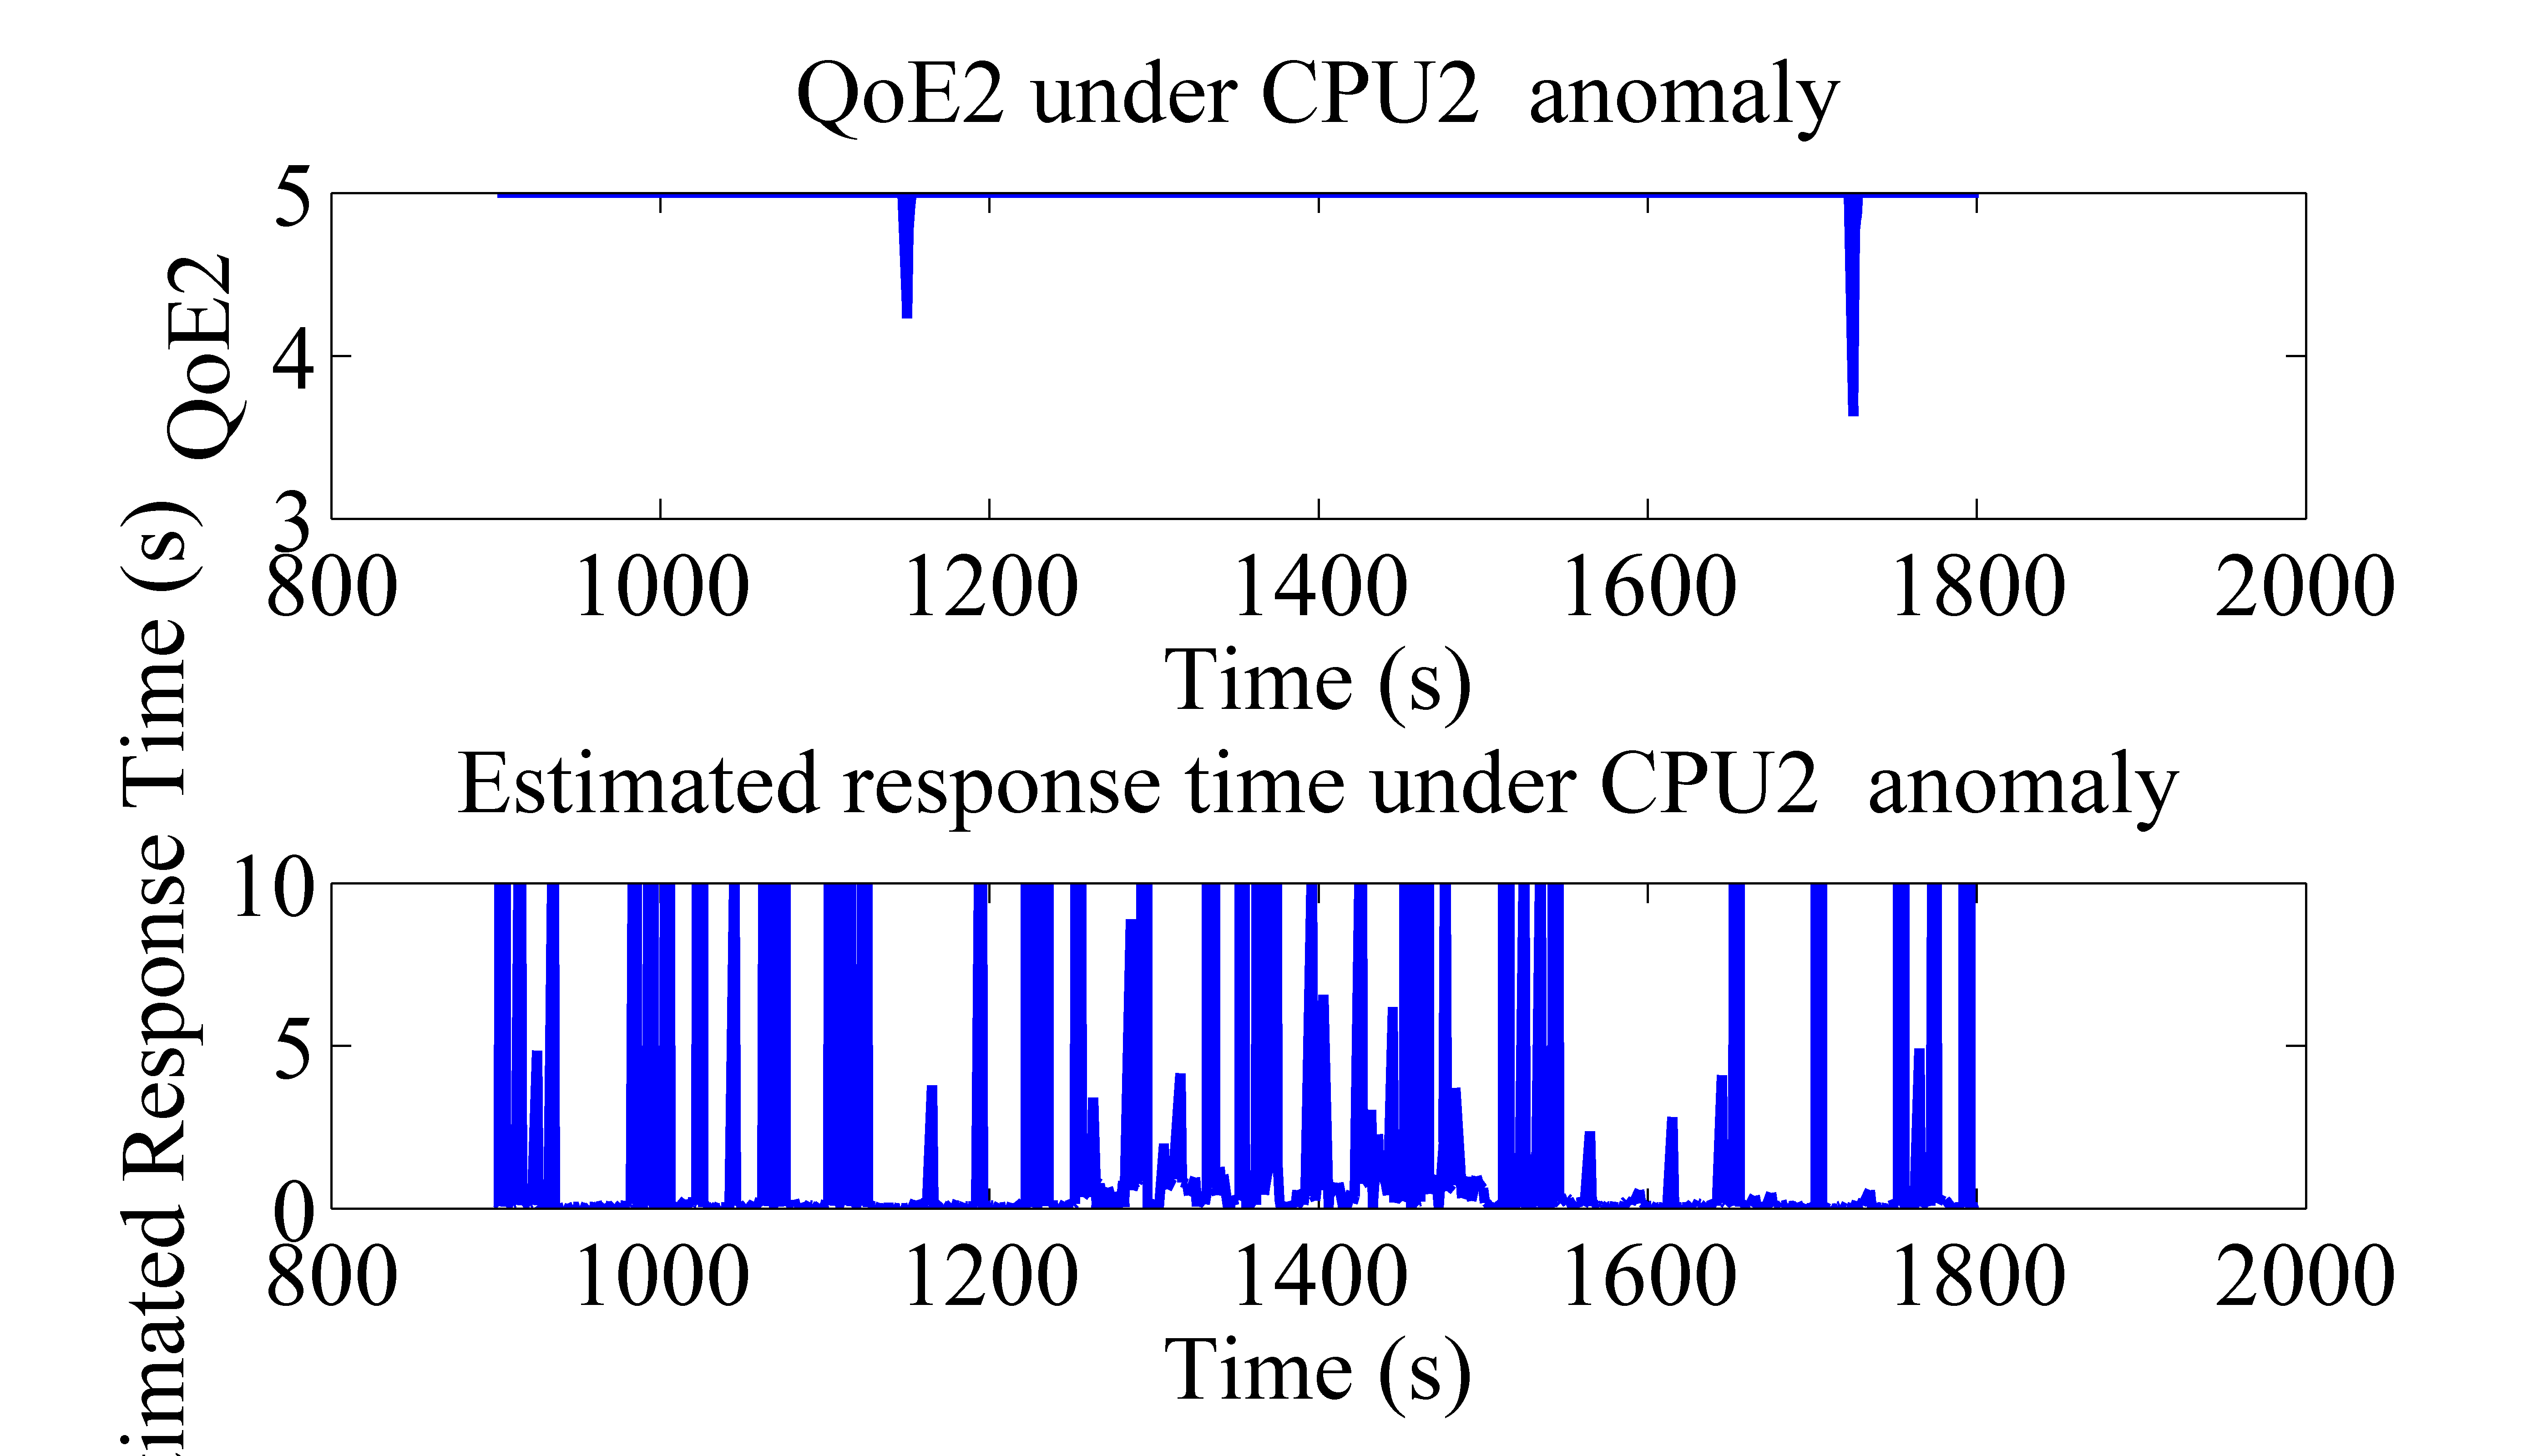 QoE2 under CPU2 anomaly
QoE2
5
4
3
800 1000 1200 1400 1600 1800 2000
Time (s)
Estimated response time under CPU2 anomaly
timated Response Time (s)
10
5
0
800 1000 1200 1400 1600 1800 2000
Time (s)